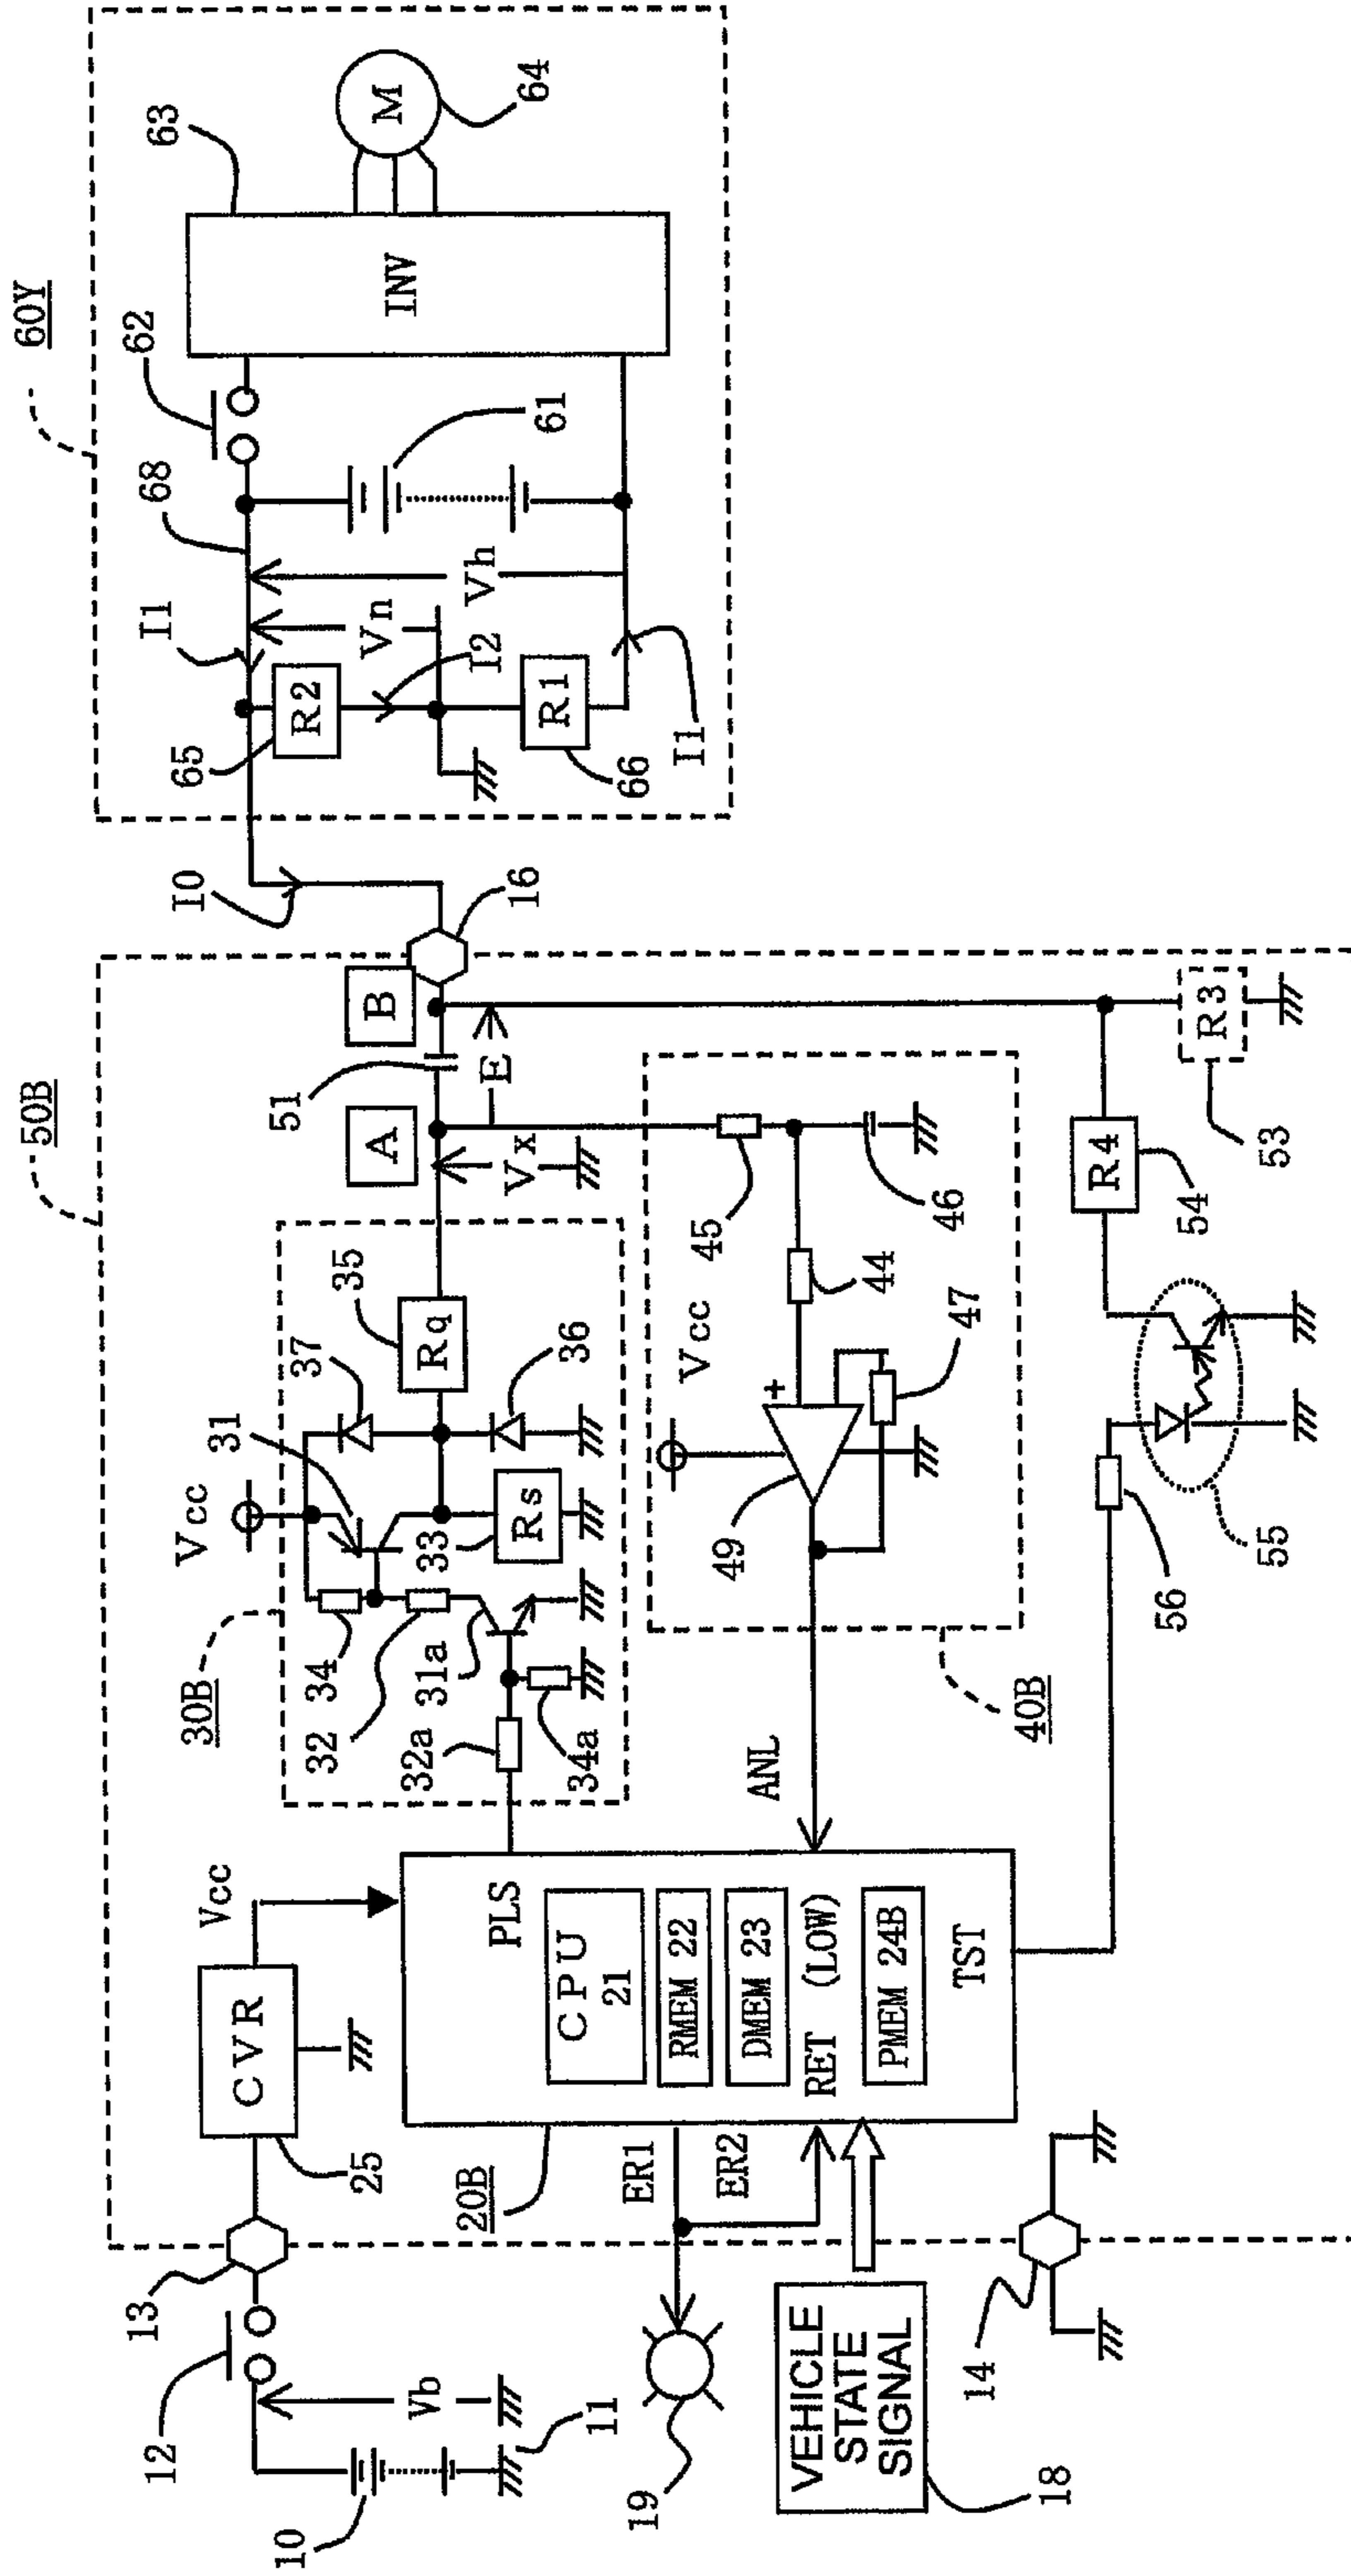 60Y
50B
I1
68
62
63
65
R2
Vn
Vh
I2
61
INV
M
64
R1
66
I1
I0
16
B
51
A
E
Vx
30B
Vcc
31
37
35
Rq
34
33
Rs
36
32
31a
32a
34a
Vcc
45
46
44
47
49
40B
R3
53
R4
54
55
56
12
13
CVR
25
Vcc
10
Vb
11
20B
PLS
CPU
21
RMEM 22
DMEM 23
RET (LOW)
PMEM 24B
TST
ANL
ER1
ER2
19
VEHICLE
STATE
SIGNAL
18
14
+